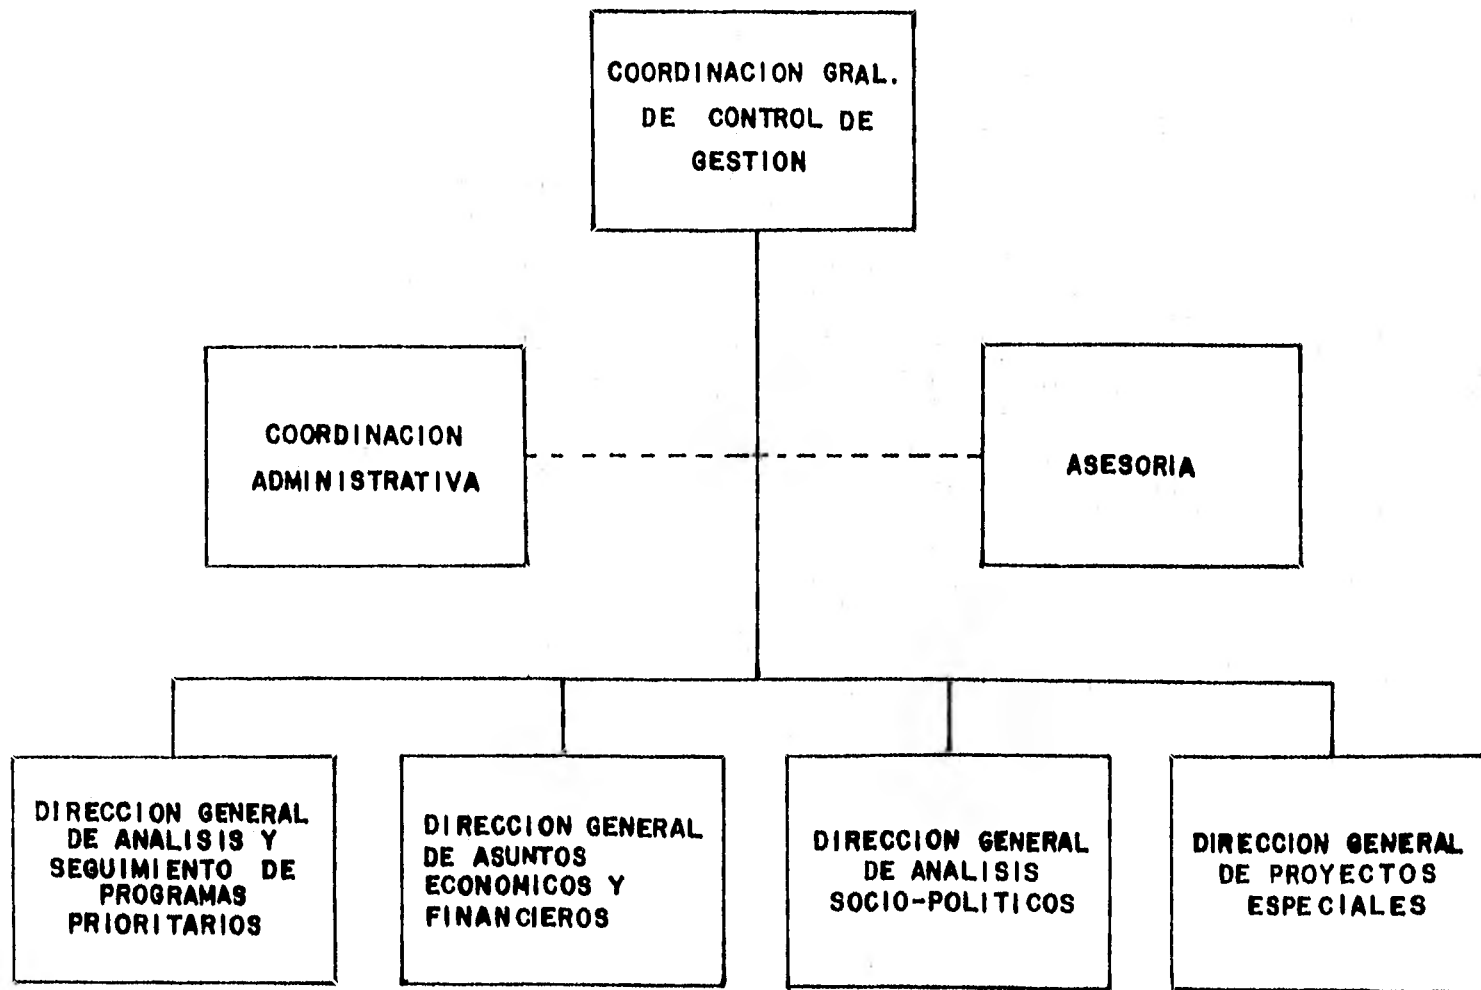 COORDINACION GRAL.
DE CONTROL DE
GESTION
COORDINACION
ADMINISTRATIVA
ASESORIA
DIRECCION GENERAL
DE ANALISIS Y
SEGUIMIENTO DE
PROGRAMAS
PRIORITARIOS
DIRECCION GENERAL
DE ASUNTOS
ECONOMICOS Y
FINANCIEROS
DIRECCION GENERAL
DE ANALISIS
SOCIO-POLITICOS
DIRECCION GENERAL
DE PROYECTOS
ESPECIALES